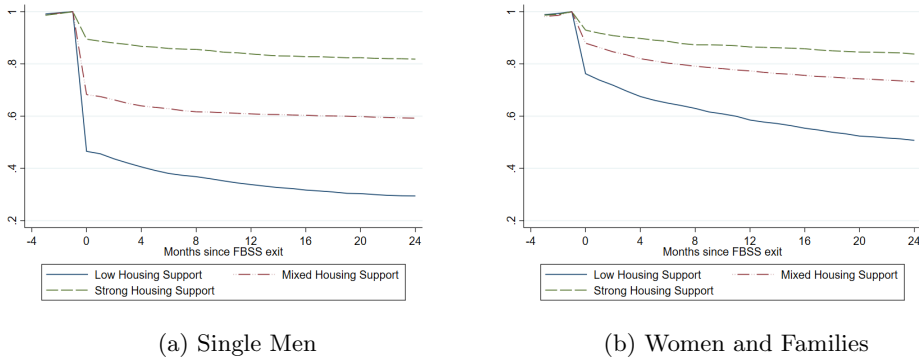 1
.8
.6
.4
.2
-4 0 4 8 12 16 20 24
Months since FBSS exit
Low Housing Support Mixed Housing Support
Strong Housing Support
(a) Single Men
1
.8
.6
.4
.2
-4 0 4 8 12 16 20 24
Months since FBSS exit
Low Housing Support Mixed Housing Support
Strong Housing Support
(b) Women and Families